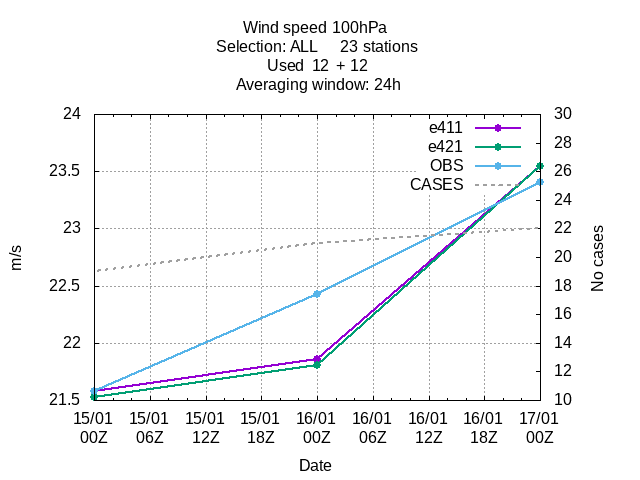 Wind speed 100hPa
Selection: ALL 23 stations
Used 12 + 12
Averaging window: 24h
24 30
e411 28
e421
23.5 OBS 26
CASES 24
23 22
m/s No cases
20
22.5 18
16
22 14
12
21.5 10
15/01 15/01 15/01 15/01 16/01 16/01 16/01 16/01 17/01
00Z 06Z 12Z 18Z 00Z 06Z 12Z 18Z 00Z
Date